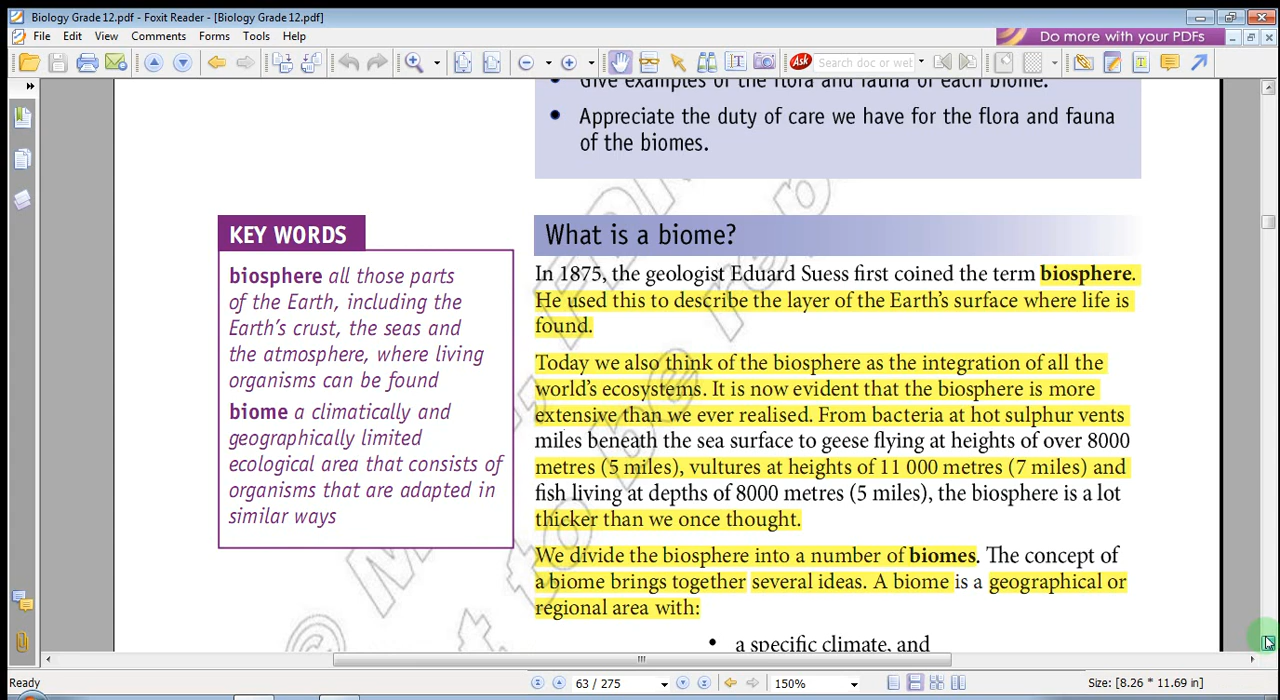 Biology Grade 12.pdf - Foxit Reader - [Biology Grade 12.pdf]
File Edit View Comments Forms Tools Help
Do more with your PDFs
Ask Search doc or wel
Give examples of the flora and fauna of each biome.
• Appreciate the duty of care we have for the flora and fauna
of the biomes.
KEY WORDS
biosphere all those parts
of the Earth, including the
Earth's crust, the seas and
the atmosphere, where living
organisms can be found
biome a climatically and
geographically limited
ecological area that consists of
organisms that are adapted in
similar ways
What is a biome?
In 1875, the geologist Eduard Suess first coined the term biosphere.
He used this to describe the layer of the Earth's surface where life is
found.
Today we also think of the biosphere as the integration of all the
world's ecosystems. It is now evident that the biosphere is more
extensive than we ever realised. From bacteria at hot sulphur vents
miles beneath the sea surface to geese flying at heights of over 8000
metres (5 miles), vultures at heights of 11 000 metres (7 miles) and
fish living at depths of 8000 metres (5 miles), the biosphere is a lot
thicker than we once thought.
We divide the biosphere into a number of biomes. The concept of
a biome brings together several ideas. A biome is a geographical or
regional area with:
• a specific climate, and
Ready
63 / 275
150%
Size: [8.26 * 11.69 in]